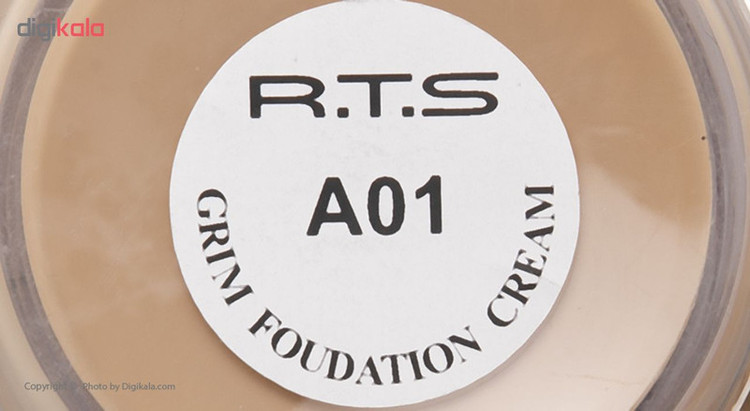 digikala
R.T.S
A01
GRIM FOUDATION CREAM
Copyright © Photo by Digikala.com